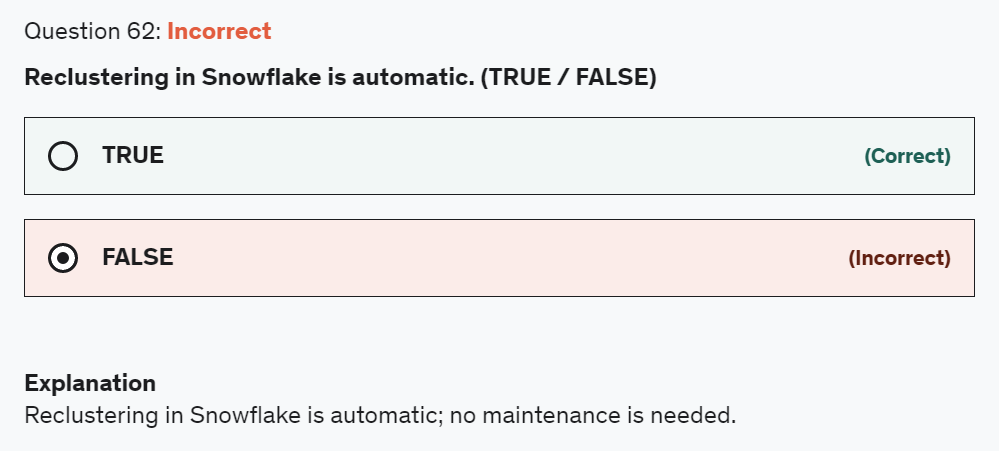 Question 62: Incorrect
Reclustering in Snowflake is automatic. (TRUE / FALSE)
TRUE (Correct)
FALSE (Incorrect)
Explanation
Reclustering in Snowflake is automatic; no maintenance is needed.